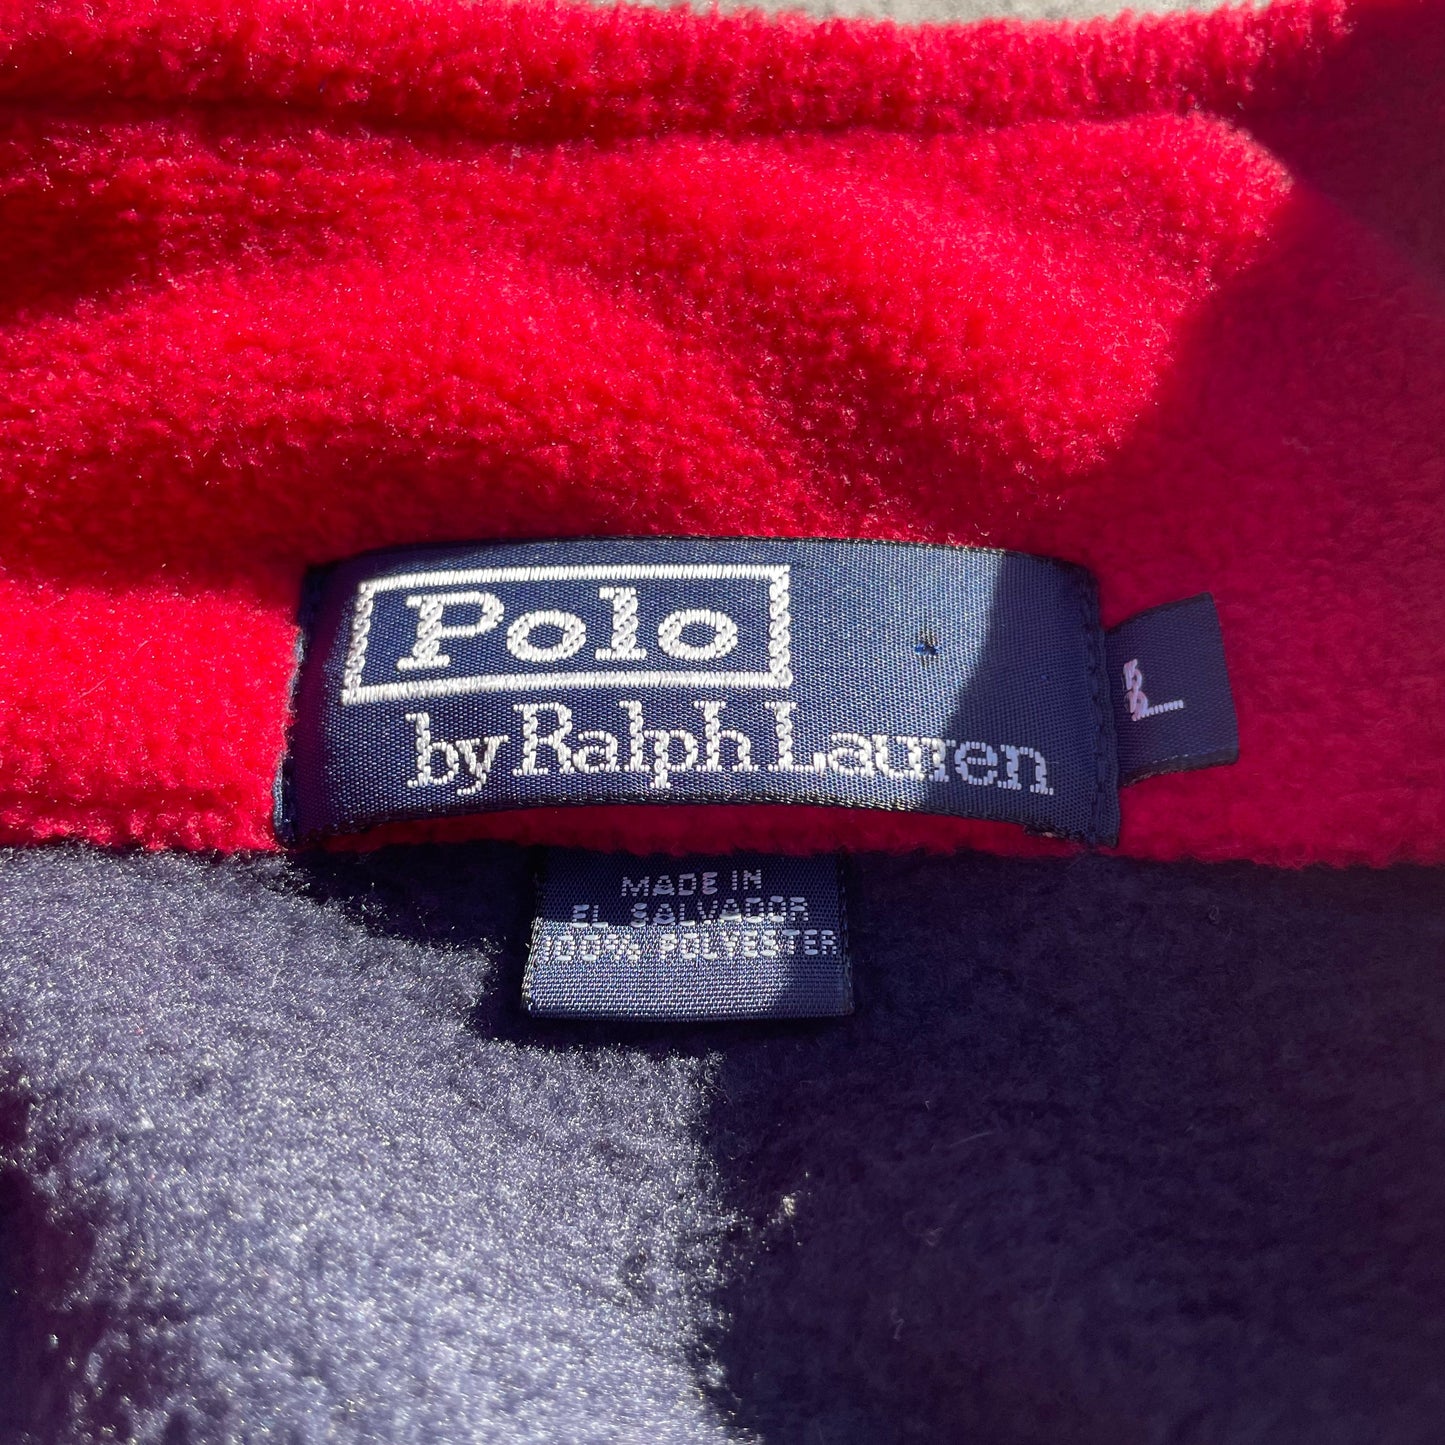 Polo
by Ralph Lauren
L
MADE IN
EL SALVADOR
100% POLYESTER